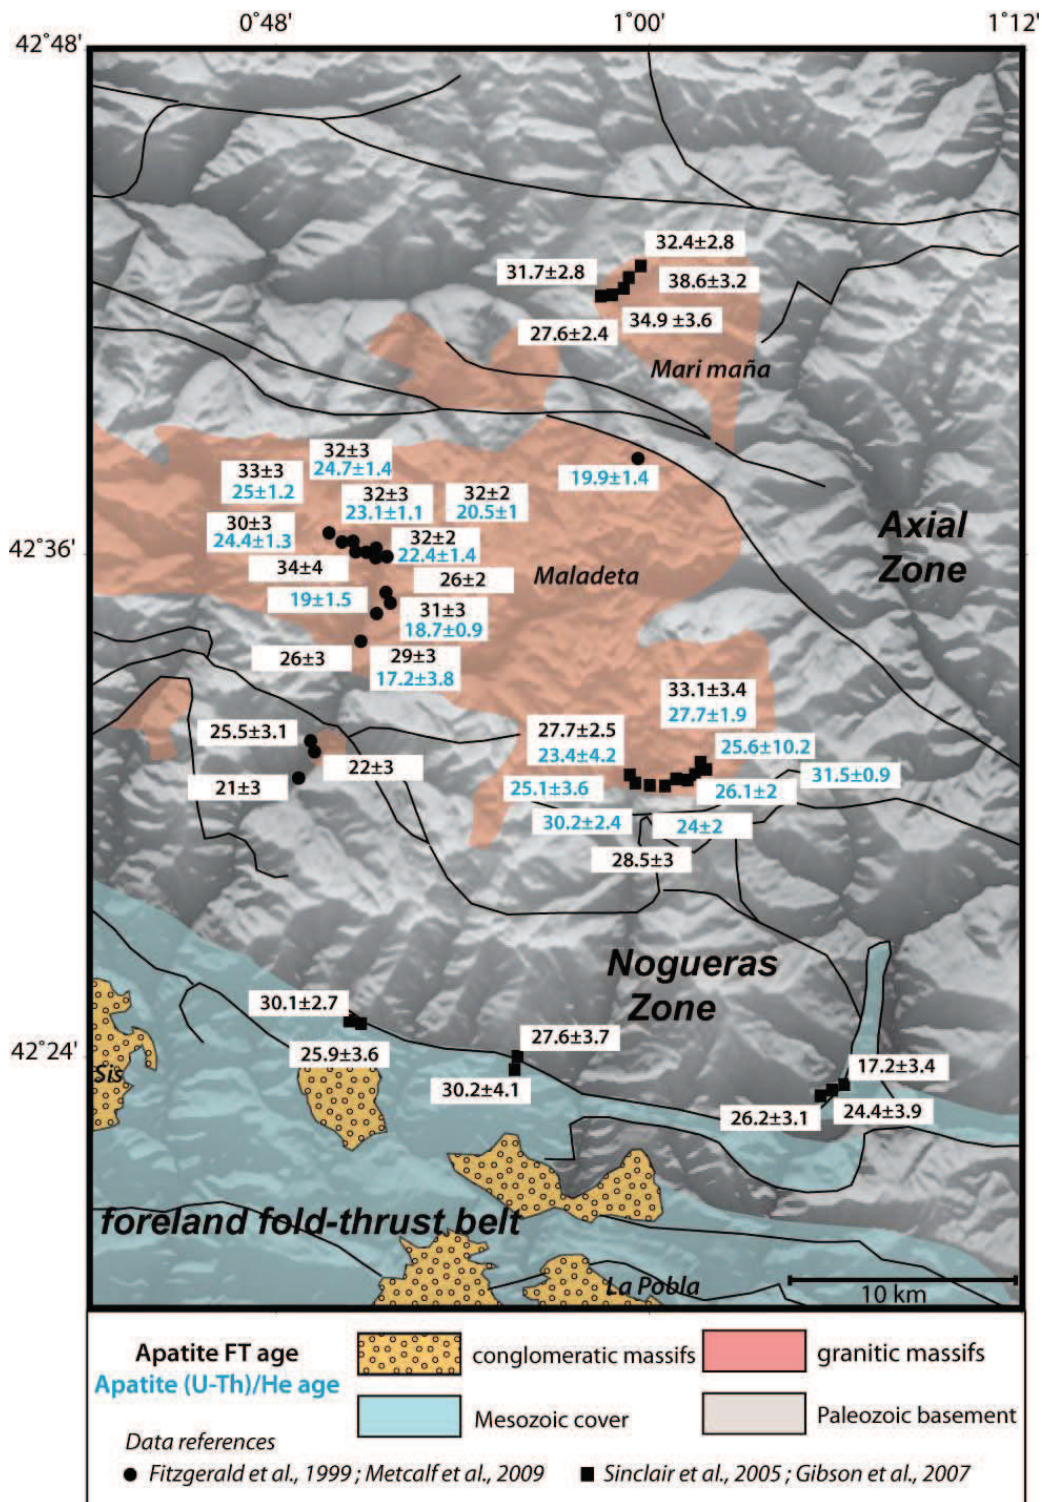 0˚48'
1˚00'
1˚12'
42˚48'
32.4±2.8
31.7±2.8
38.6±3.2
34.9 ±3.6
27.6±2.4
Mari maña
32±3
24.7±1.4
33±3
25±1.2
19.9±1.4
32±3
23.1±1.1
32±2
20.5±1
30±3
24.4±1.3
32±2
22.4±1.4
42˚36'
Axial
Zone
34±4
26±2
Maladeta
19±1.5
31±3
18.7±0.9
26±3
29±3
17.2±3.8
33.1±3.4
27.7±1.9
25.5±3.1
27.7±2.5
23.4±4.2
25.6±10.2
22±3
31.5±0.9
21±3
25.1±3.6
26.1±2
30.2±2.4
24±2
28.5±3
Nogueras
Zone
30.1±2.7
27.6±3.7
25.9±3.6
42˚24'
Sis
17.2±3.4
30.2±4.1
26.2±3.1
24.4±3.9
foreland fold-thrust belt
La Pobla
10 km
Apatite FT age
Apatite (U-Th)/He age
conglomeratic massifs
granitic massifs
Mesozoic cover
Paleozoic basement
Data references
Fitzgerald et al., 1999 ; Metcalf et al., 2009
Sinclair et al., 2005 ; Gibson et al., 2007